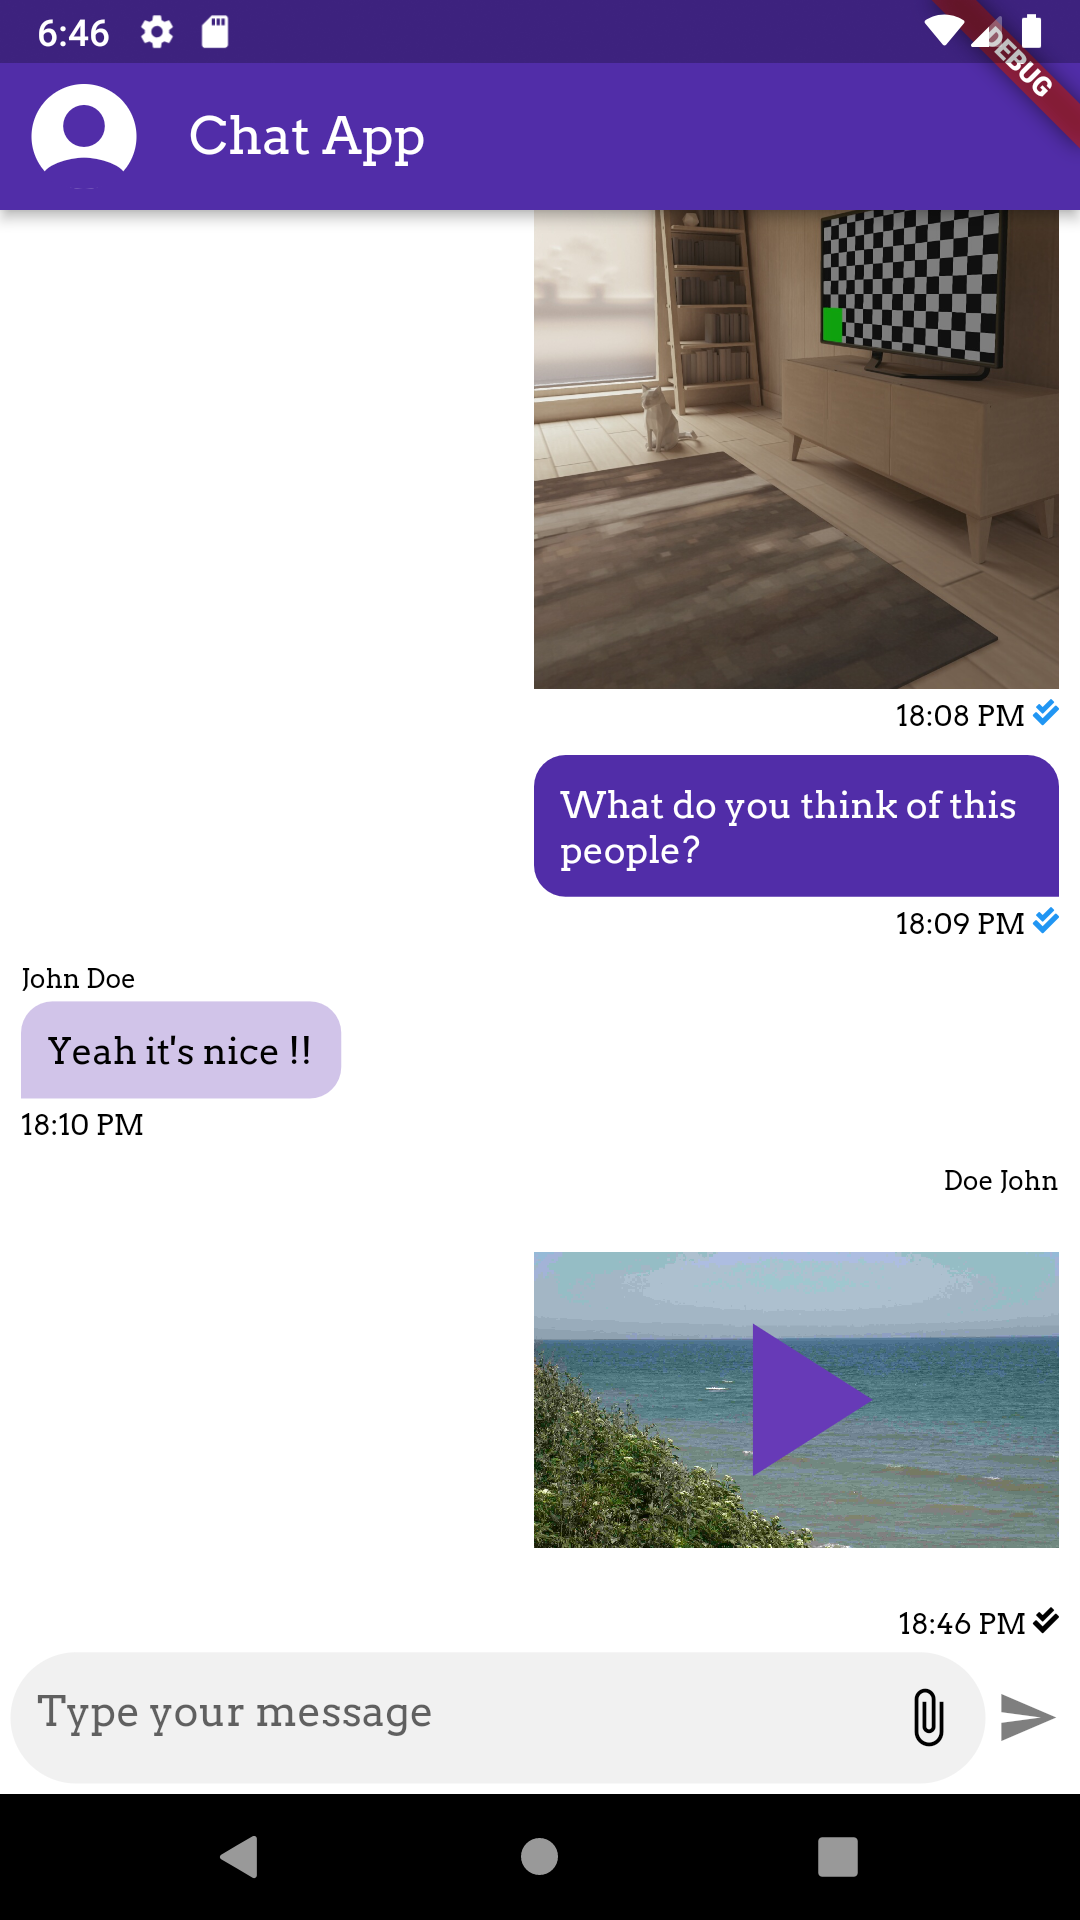 6:46
DEBUG
Chat App
18:08 PM
What do you think of this
people?
18:09 PM
John Doe
Yeah it's nice !!
18:10 PM
Doe John
18:46 PM
Type your message